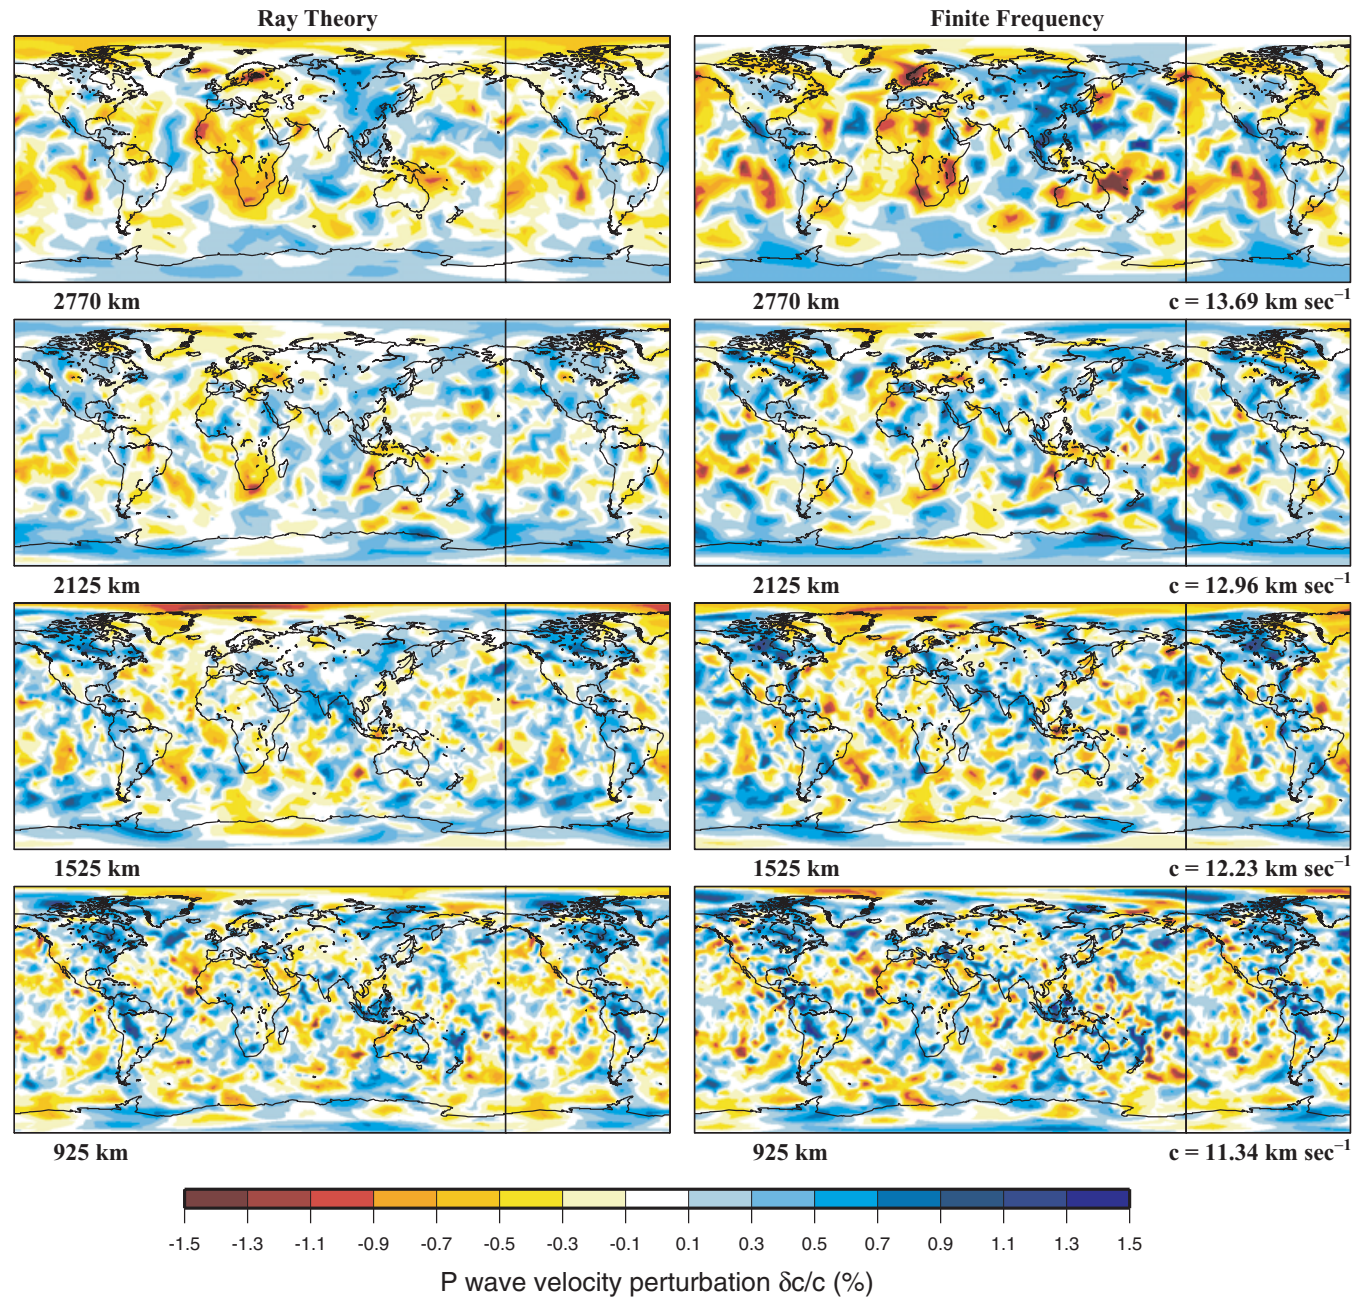 Ray Theory
Finite Frequency
2770 km
2770 km
c = 13.69 km sec⁻¹
2125 km
2125 km
c = 12.96 km sec⁻¹
1525 km
1525 km
c = 12.23 km sec⁻¹
925 km
925 km
c = 11.34 km sec⁻¹
-1.5 -1.3 -1.1 -0.9 -0.7 -0.5 -0.3 -0.1 0.1 0.3 0.5 0.7 0.9 1.1 1.3 1.5
P wave velocity perturbation δc/c (%)